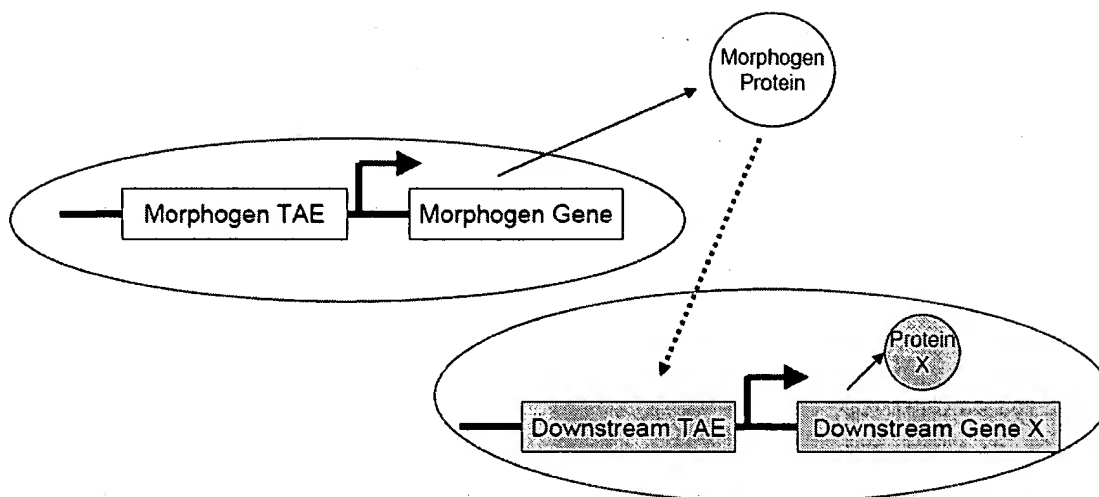 Morphogen
Protein
Morphogen TAE
Morphogen Gene
Protein
X
Downstream TAE
Downstream Gene X